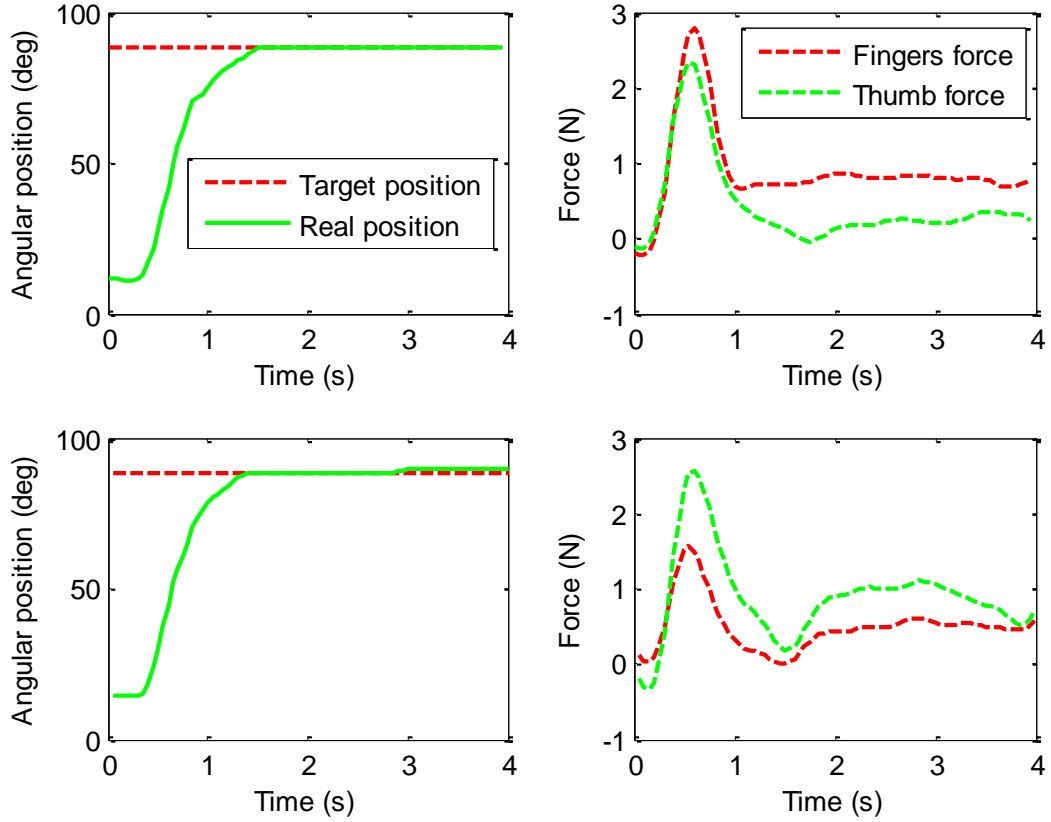 100
50
0
Angular position (deg)
Target position
Real position
0 1 2 3 4
Time (s)
3
2
1
0
-1
Force (N)
Fingers force
Thumb force
0 1 2 3 4
Time (s)
100
50
0
Angular position (deg)
0 1 2 3 4
Time (s)
3
2
1
0
-1
Force (N)
0 1 2 3 4
Time (s)